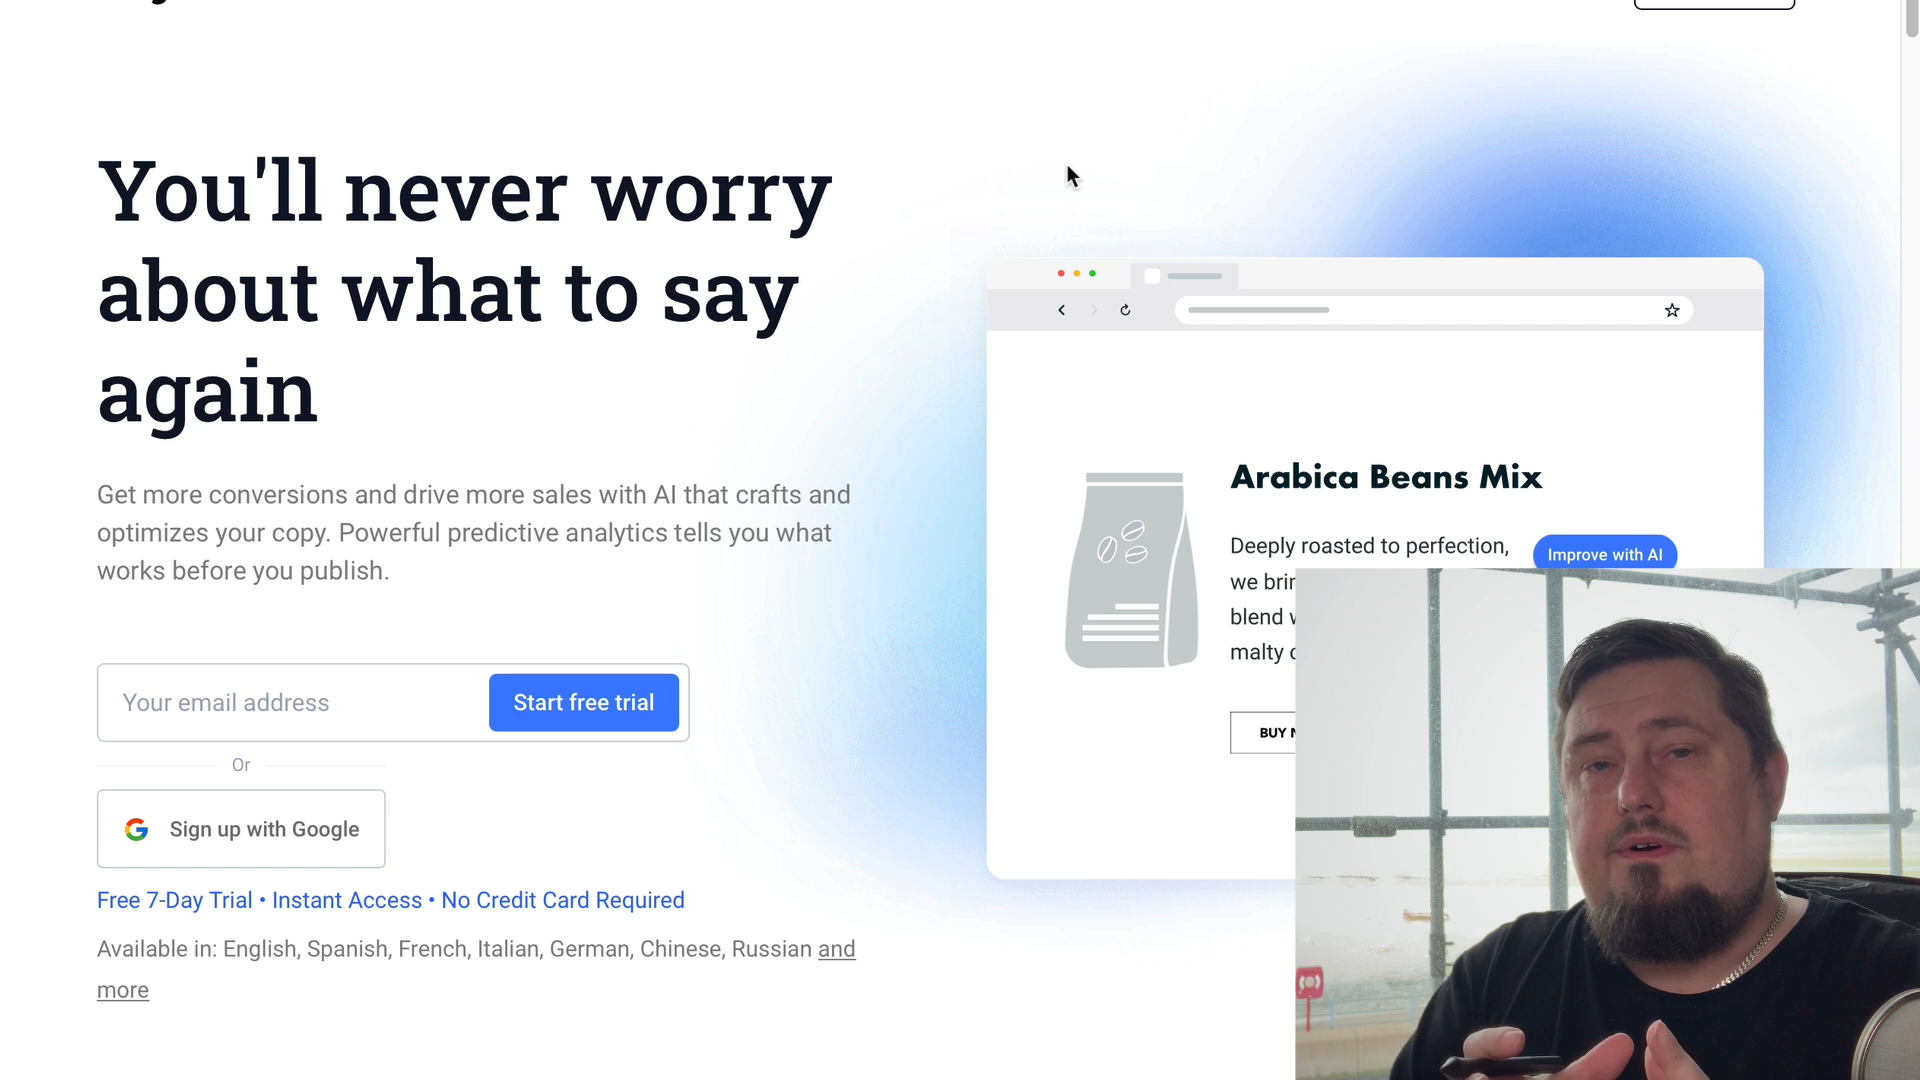 You'll never worry
about what to say
again
Get more conversions and drive more sales with AI that crafts and
optimizes your copy. Powerful predictive analytics tells you what
works before you publish.
Your email address
Start free trial
Or
Sign up with Google
Free 7-Day Trial • Instant Access • No Credit Card Required
Available in: English, Spanish, French, Italian, German, Chinese, Russian and
more
Arabica Beans Mix
Deeply roasted to perfection,
Improve with AI
we
blend
malty
BUY